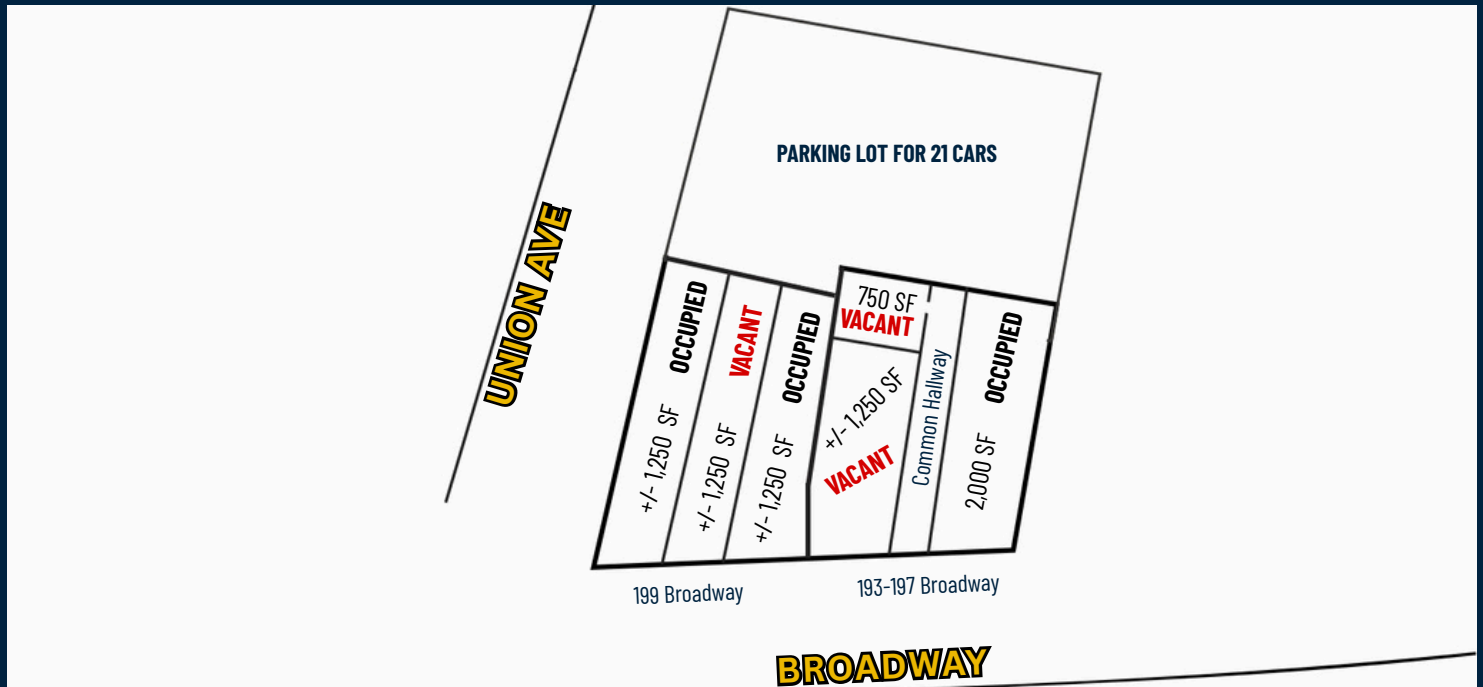 PARKING LOT FOR 21 CARS
UNION AVE
OCCUPIED
+/- 1,250 SF
VACANT
+/- 1,250 SF
OCCUPIED
+/- 1,250 SF
750 SF
VACANT
+/- 1,250 SF
VACANT
Common Hallway
OCCUPIED
2,000 SF
199 Broadway
193-197 Broadway
BROADWAY